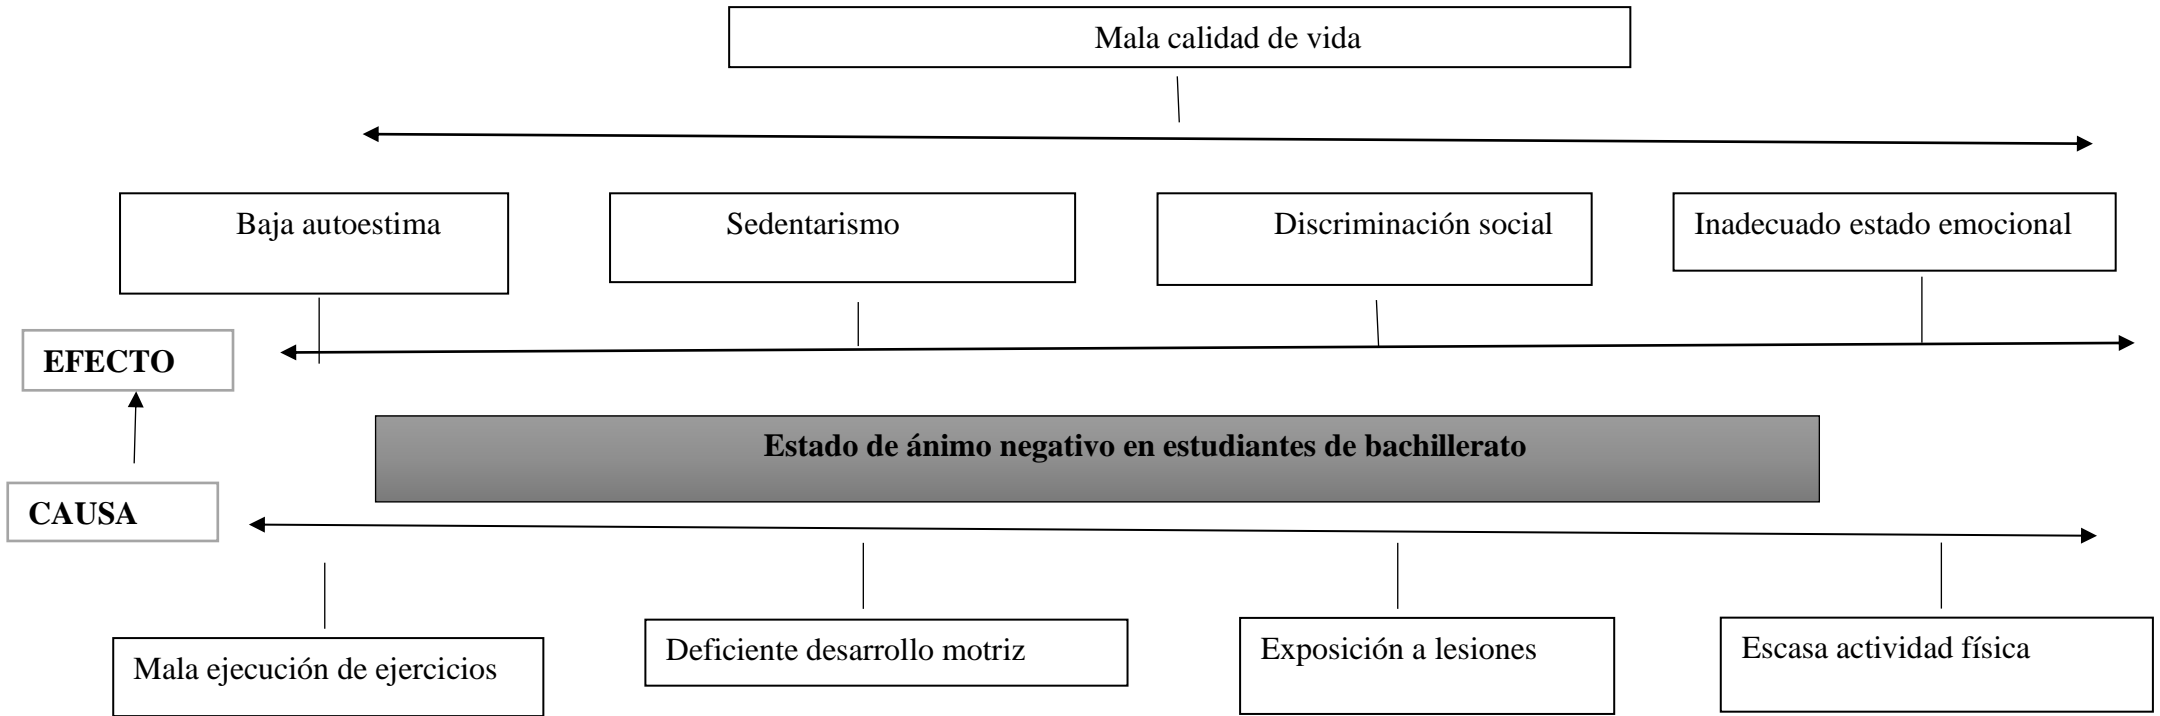 Mala calidad de vida
Baja autoestima
Sedentarismo
Discriminación social
Inadecuado estado emocional
EFECTO
Estado de ánimo negativo en estudiantes de bachillerato
CAUSA
Mala ejecución de ejercicios
Deficiente desarrollo motriz
Exposición a lesiones
Escasa actividad física